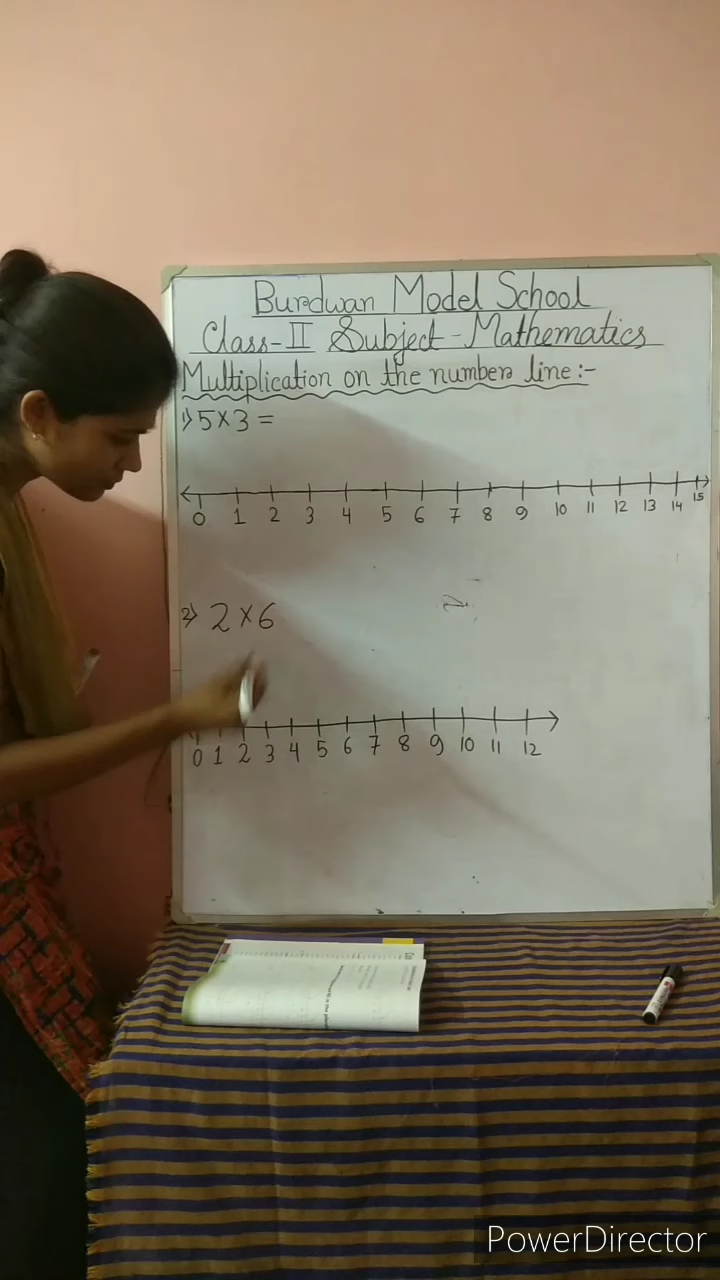 Burdwan Model School
Class-II Subject-Mathematics
Multiplication on the number line:-
1) 5×3 =
0 1 2 3 4 5 6 7 8 9 10 11 12 13 14 15
2) 2×6
0 1 2 3 4 5 6 7 8 9 10 11 12
PowerDirector